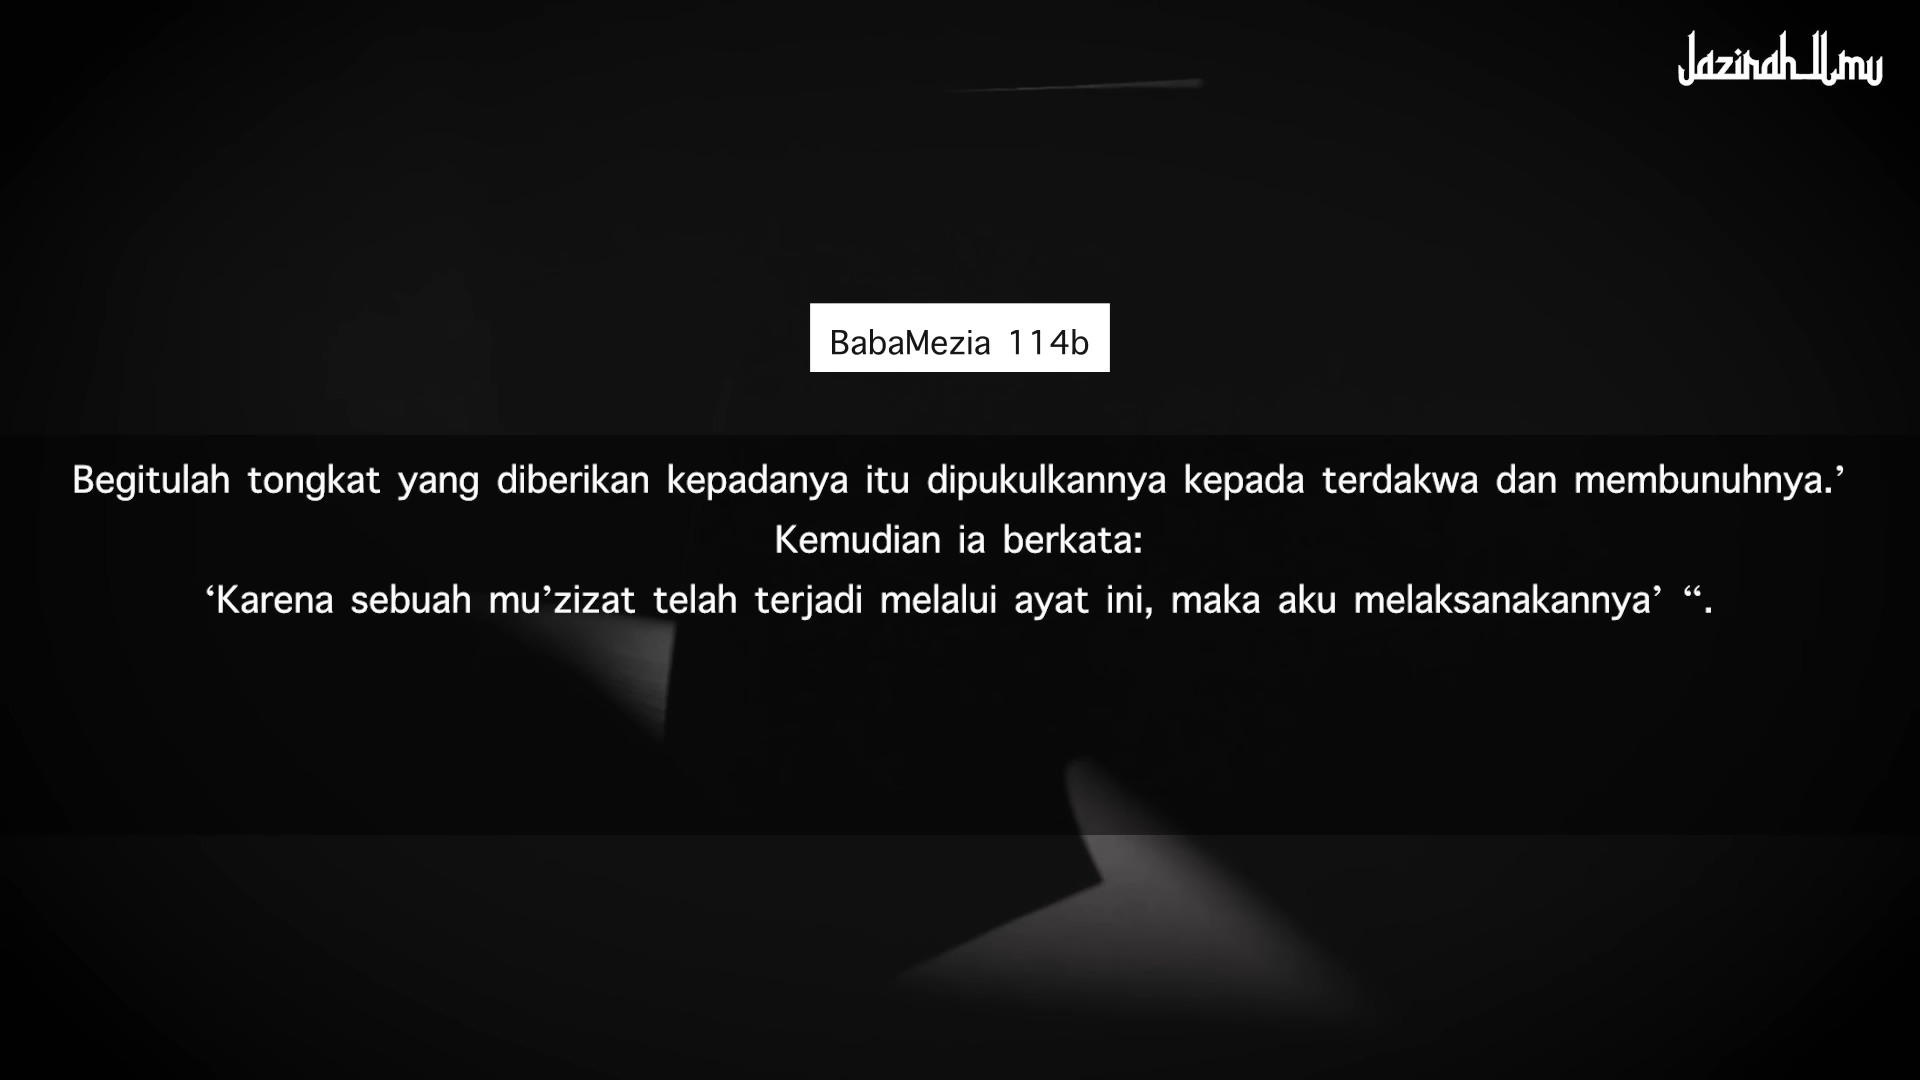 Jazirah Ilmu
BabaMezia 114b
Begitulah tongkat yang diberikan kepadanya itu dipukulkannya kepada terdakwa dan membunuhnya.’
Kemudian ia berkata:
‘Karena sebuah mu’zizat telah terjadi melalui ayat ini, maka aku melaksanakannya’ “.